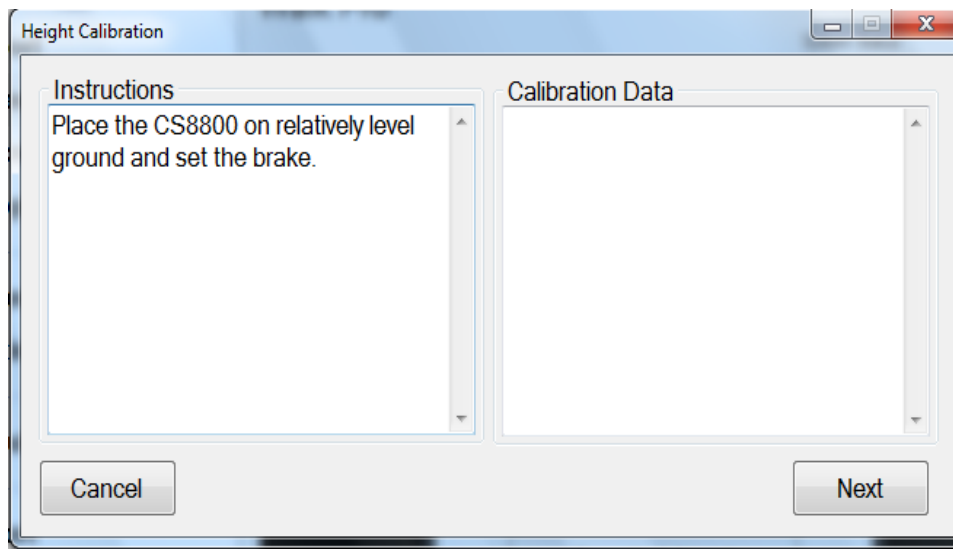 Height Calibration
Instructions
Place the CS8800 on relatively level
ground and set the brake.
Calibration Data
Cancel
Next